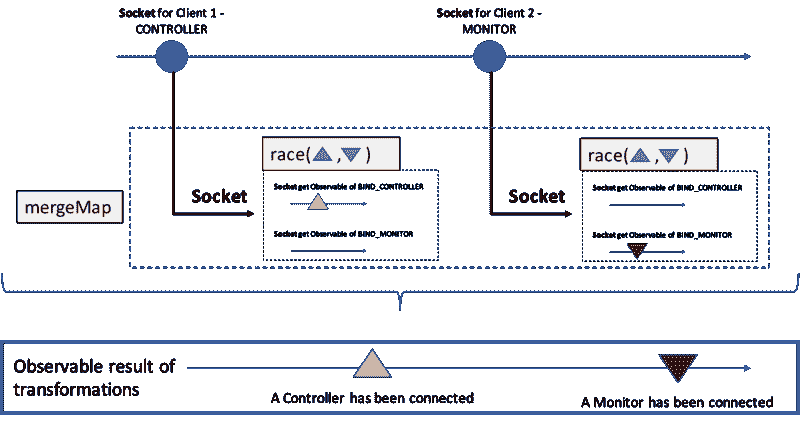 Socket for Client 1 -
CONTROLLER
Socket for Client 2 -
MONITOR
race( , )
race( , )
Socket get Observable of BIND_CONTROLLER
Socket get Observable of BIND_CONTROLLER
mergeMap
Socket
Socket
Socket get Observable of BIND_MONITOR
Socket get Observable of BIND_MONITOR
Observable result of
transformations
A Controller has been connected
A Monitor has been connected